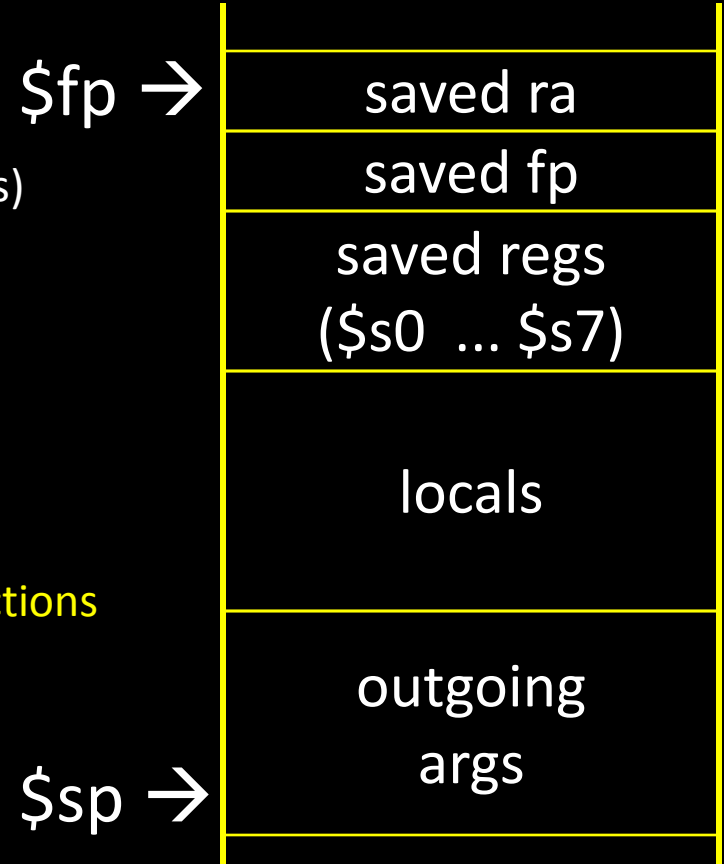 $fp → saved ra
saved fp
s)
saved regs
($s0 ... $s7)
locals
outgoing
args
$sp →